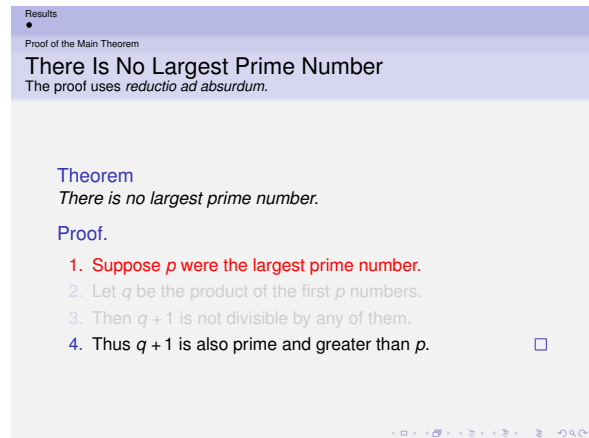 Results
Proof of the Main Theorem
There Is No Largest Prime Number
The proof uses reductio ad absurdum.
Theorem
There is no largest prime number.
Proof.
1. Suppose p were the largest prime number.
2. Let q be the product of the first p numbers.
3. Then q + 1 is not divisible by any of them.
4. Thus q + 1 is also prime and greater than p.